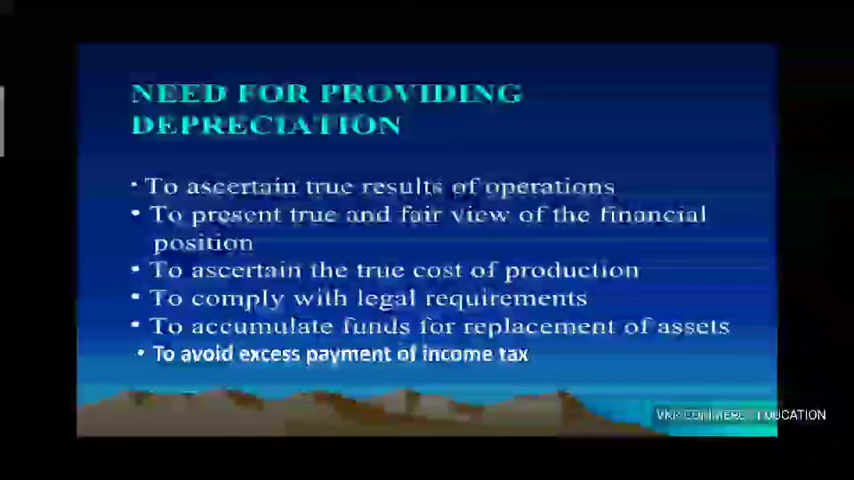 NEED FOR PROVIDING
DEPRECIATION
• To ascertain true results of operations
• To present true and fair view of the financial
position
• To ascertain the true cost of production
• To comply with legal requirements
• To accumulate funds for replacement of assets
• To avoid excess payment of income tax
EDUCATION